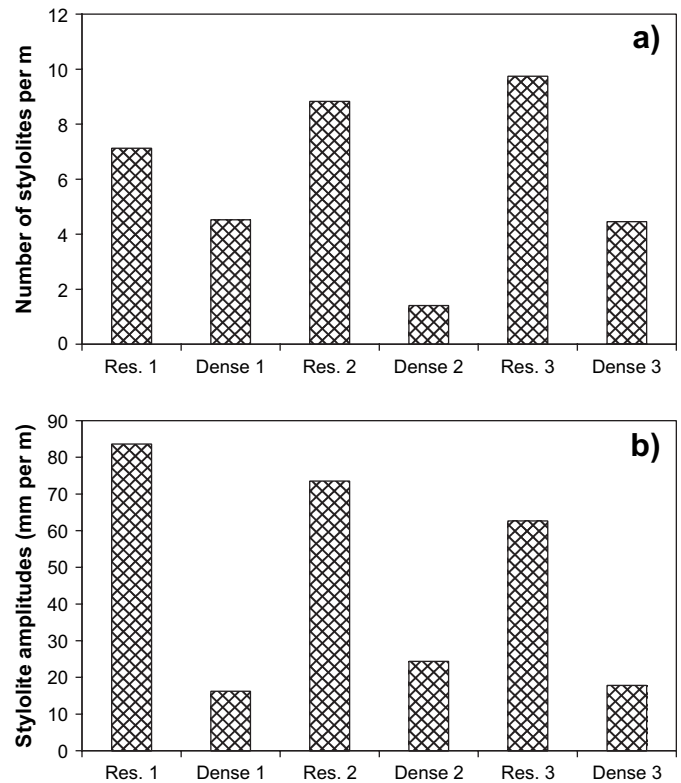 a)
Number of stylolites per m
12
10
8
6
4
2
0
Res. 1 Dense 1 Res. 2 Dense 2 Res. 3 Dense 3
b)
Stylolite amplitudes (mm per m)
90
80
70
60
50
40
30
20
10
0
Res. 1 Dense 1 Res. 2 Dense 2 Res. 3 Dense 3